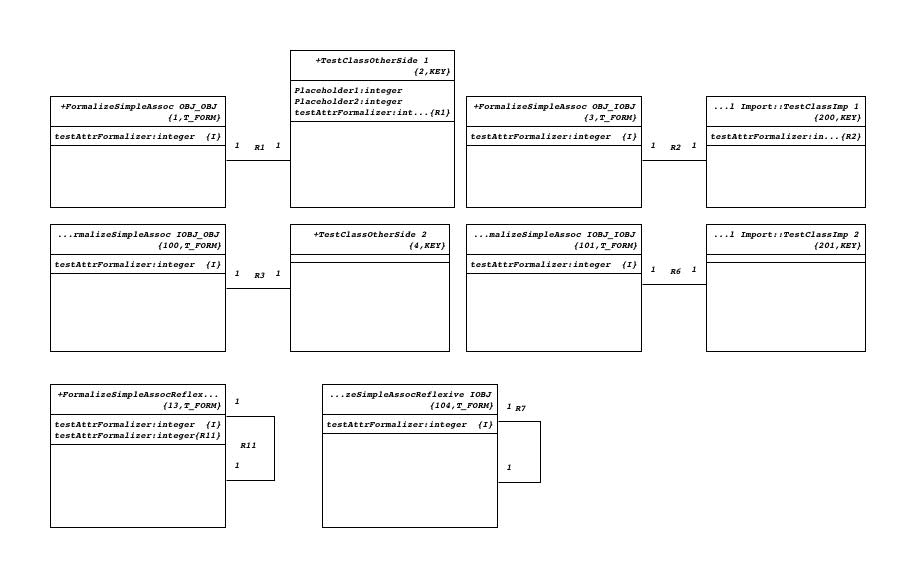 +FormalizeSimpleAssoc OBJ_OBJ
{1,T_FORM}
testAttrFormalizer:integer {I}
1 R1 1
+TestClassOtherSide 1
{2,KEY}
Placeholder1:integer
Placeholder2:integer
testAttrFormalizer:int...{R1}
+FormalizeSimpleAssoc OBJ_IOBJ
{3,T_FORM}
testAttrFormalizer:integer {I}
1 R2 1
...l Import::TestClassImp 1
{200,KEY}
testAttrFormalizer:in...{R2}
...rmalizeSimpleAssoc IOBJ_OBJ
{100,T_FORM}
testAttrFormalizer:integer {I}
1 R3 1
+TestClassOtherSide 2
{4,KEY}
...malizeSimpleAssoc IOBJ_IOBJ
{101,T_FORM}
testAttrFormalizer:integer {I}
1 R6 1
...l Import::TestClassImp 2
{201,KEY}
+FormalizeSimpleAssocReflex...
{13,T_FORM}
testAttrFormalizer:integer {I}
testAttrFormalizer:integer{R11}
1
R11
1
...zeSimpleAssocReflexive IOBJ
{104,T_FORM}
testAttrFormalizer:integer {I}
1 R7
1